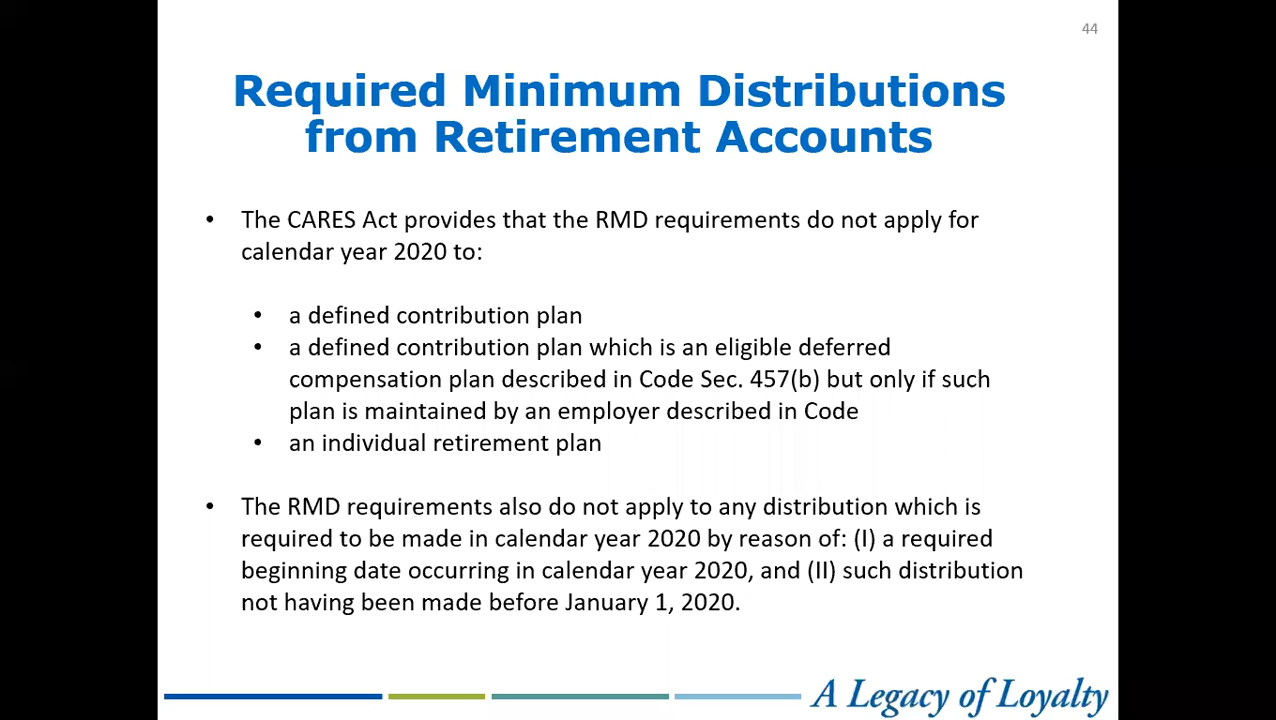 44
Required Minimum Distributions
from Retirement Accounts
• The CARES Act provides that the RMD requirements do not apply for
calendar year 2020 to:
• a defined contribution plan
• a defined contribution plan which is an eligible deferred
compensation plan described in Code Sec. 457(b) but only if such
plan is maintained by an employer described in Code
• an individual retirement plan
• The RMD requirements also do not apply to any distribution which is
required to be made in calendar year 2020 by reason of: (I) a required
beginning date occurring in calendar year 2020, and (II) such distribution
not having been made before January 1, 2020.
A Legacy of Loyalty